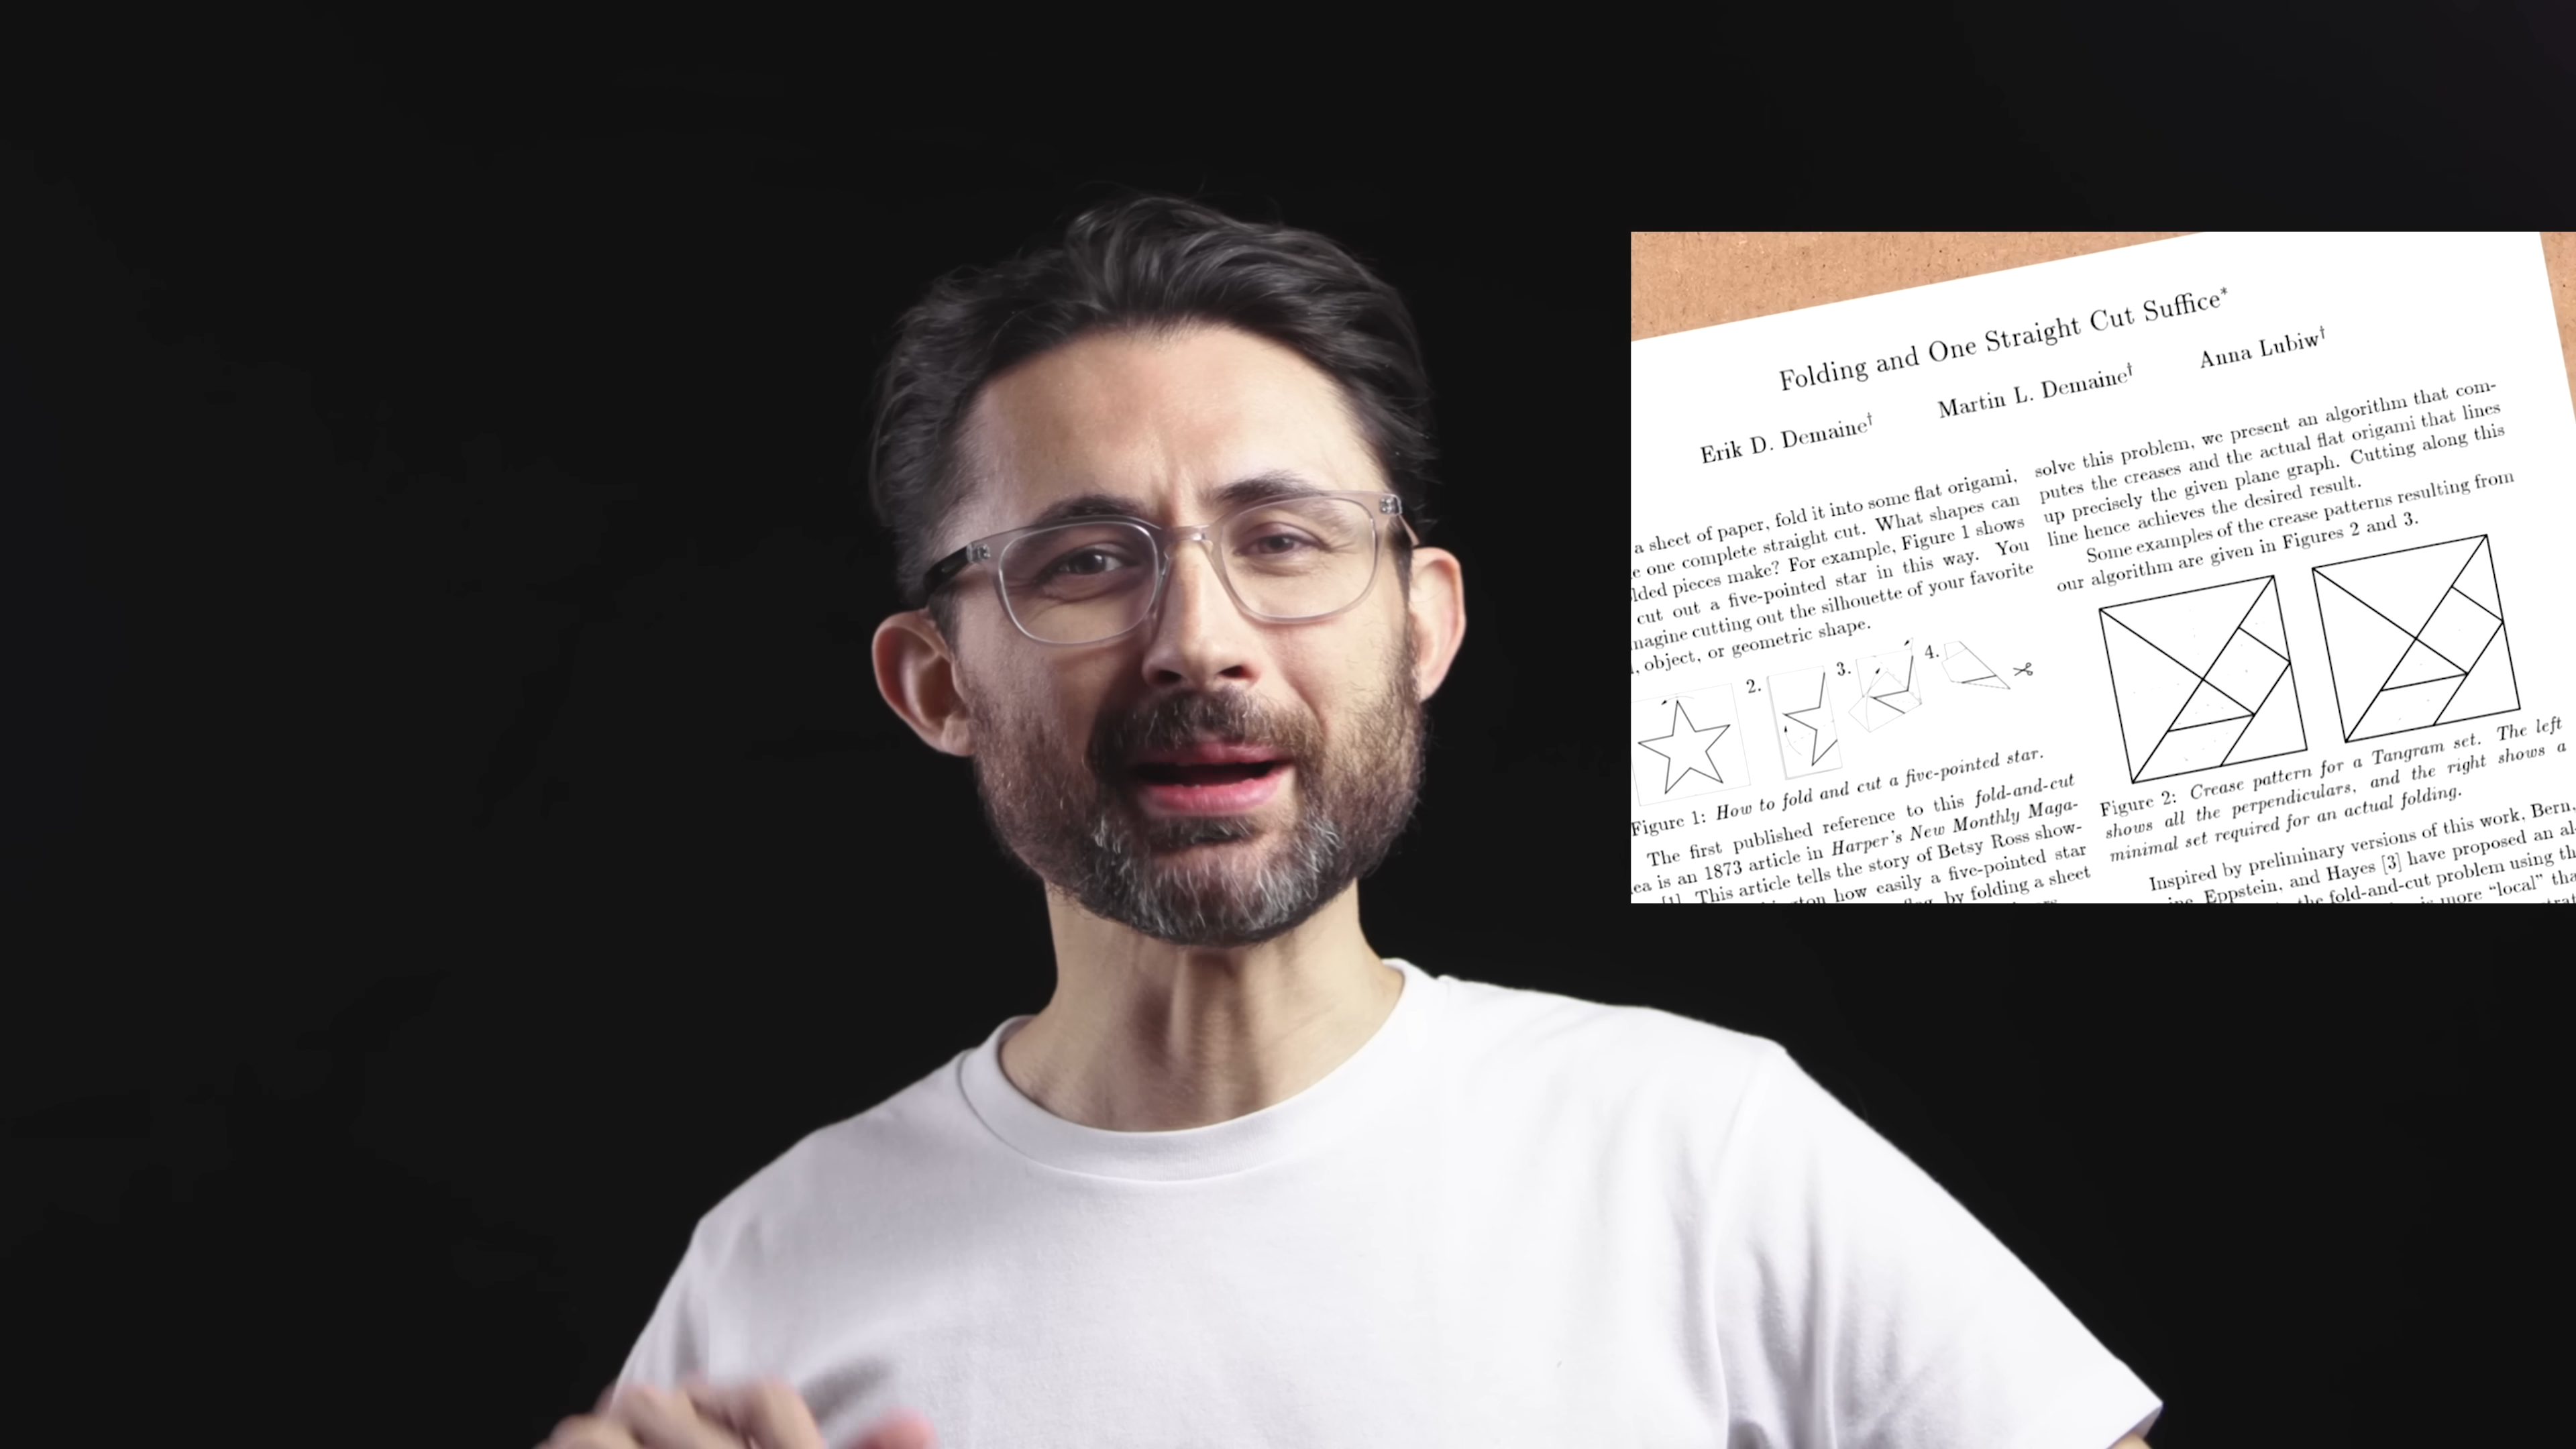 Folding and One Straight Cut Suffice*
Erik D. Demaine† Martin L. Demaine† Anna Lubiw†
a sheet of paper, fold it into some flat origami,
one complete straight cut. What shapes can
pieces make? For example, Figure 1 shows
cut out a five-pointed star in this way. You
cutting out the silhouette of your favorite
, object, or geometric shape.
2.
3.
4.
Figure 1: How to fold and cut a five-pointed star.
The first published reference to this fold-and-cut
is an 1873 article in Harper's New Monthly Maga-
[1]. This article tells the story of Betsy Ross show-
how easily a five-pointed star
by folding a sheet
solve this problem, we present an algorithm that com-
putes the creases and the actual flat origami that lines
up precisely the given plane graph. Cutting along this
line hence achieves the desired result.
Some examples of the crease patterns resulting from
our algorithm are given in Figures 2 and 3.
Figure 2: Crease pattern for a Tangram set. The left
shows all the perpendiculars, and the right shows a
minimal set required for an actual folding.
Inspired by preliminary versions of this work, Bern,
Eppstein, and Hayes [3] have proposed an al
the fold-and-cut problem using th
is more "local" tha